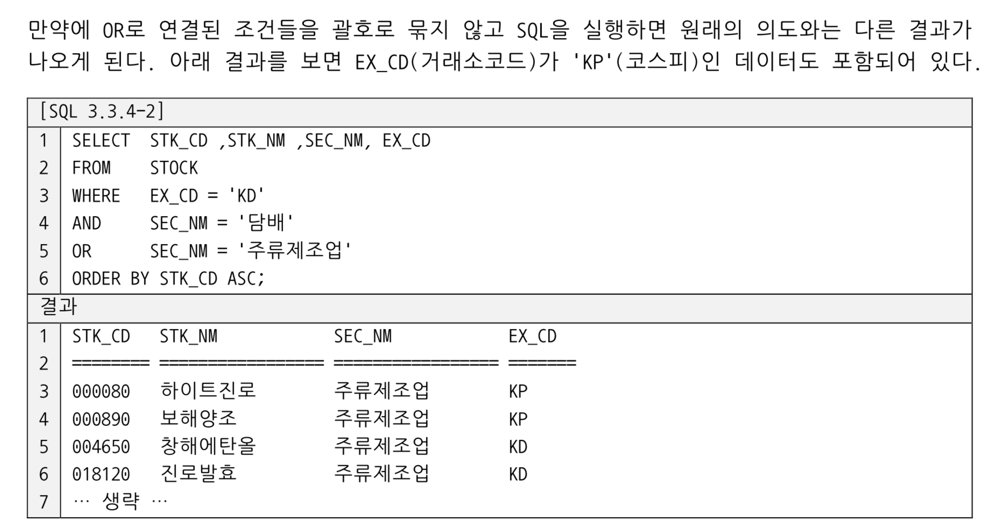 만약에 OR로 연결된 조건들을 괄호로 묶지 않고 SQL을 실행하면 원래의 의도와는 다른 결과가
나오게 된다. 아래 결과를 보면 EX_CD(거래소코드)가 'KP'(코스피)인 데이터도 포함되어 있다.
[SQL 3.3.4-2]
1 SELECT  STK_CD ,STK_NM ,SEC_NM, EX_CD
2 FROM    STOCK
3 WHERE   EX_CD = 'KD'
4 AND     SEC_NM = '담배'
5 OR      SEC_NM = '주류제조업'
6 ORDER BY STK_CD ASC;
결과
1 STK_CD   STK_NM            SEC_NM            EX_CD
2 ======== ================= ================= =======
3 000080   하이트진로        주류제조업        KP
4 000890   보해양조          주류제조업        KP
5 004650   창해에탄올        주류제조업        KD
6 018120   진로발효          주류제조업        KD
7 … 생략 …